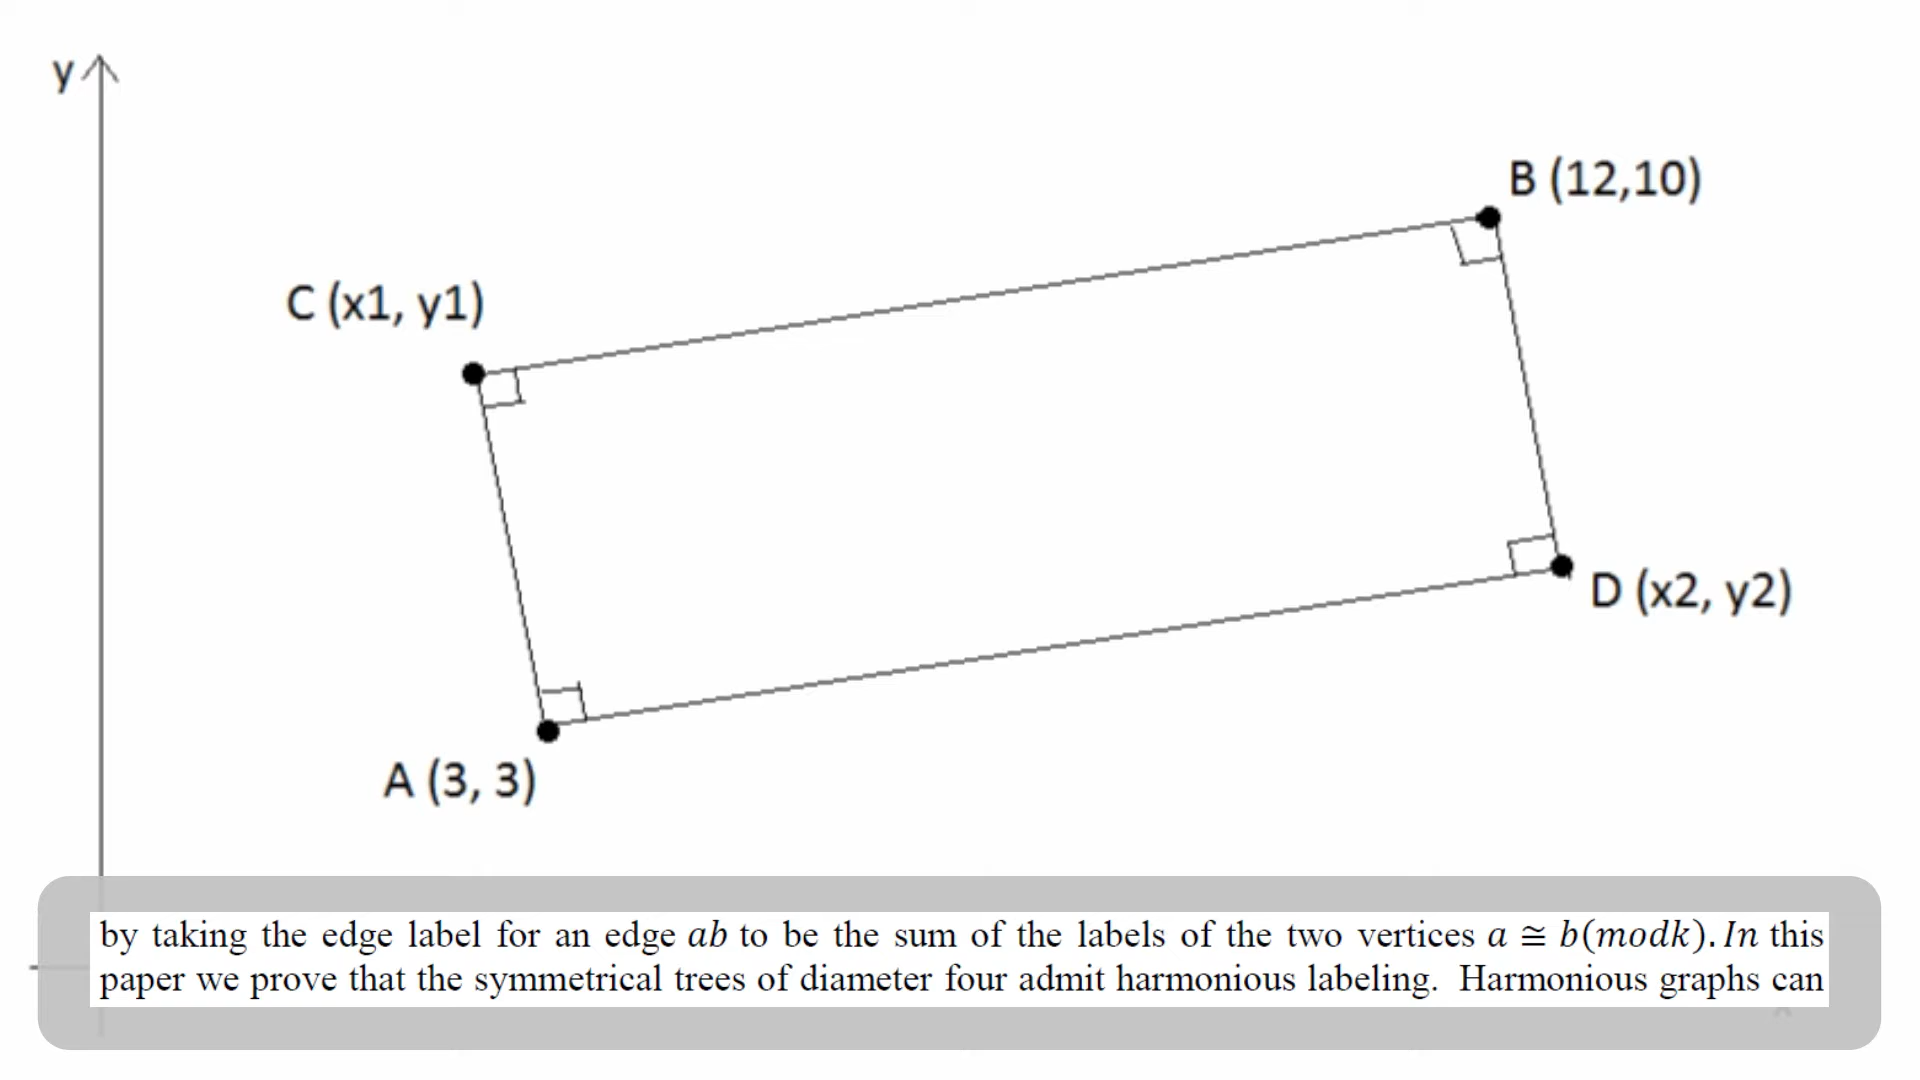 y
B (12,10)
C (x1, y1)
D (x2, y2)
A (3, 3)
by taking the edge label for an edge ab to be the sum of the labels of the two vertices a ≅ b(modk). In this
paper we prove that the symmetrical trees of diameter four admit harmonious labeling. Harmonious graphs can